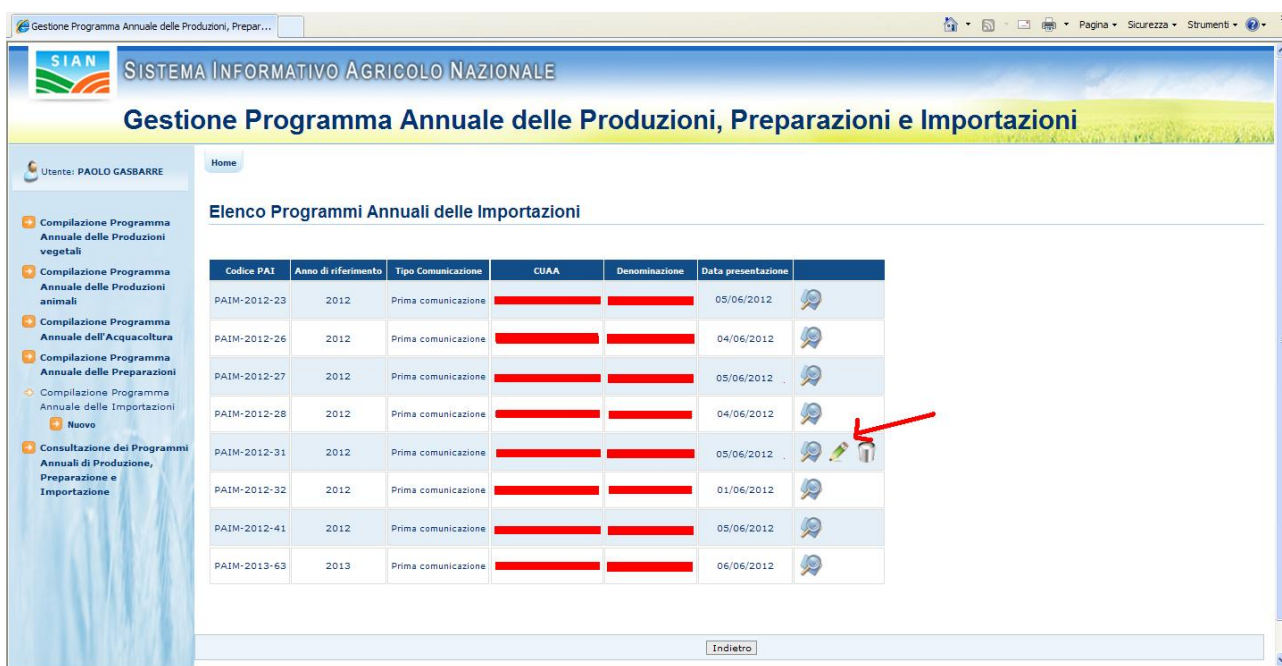 Gestione Programma Annuale delle Produzioni, Prepar...
Pagina
Sicurezza
Strumenti
SIAN
SISTEMA INFORMATIVO AGRICOLO NAZIONALE
Gestione Programma Annuale delle Produzioni, Preparazioni e Importazioni
Utente: PAOLO GASBARRE
Home
Compilazione Programma
Annuale delle Produzioni
vegetali
Compilazione Programma
Annuale delle Produzioni
animali
Compilazione Programma
Annuale dell'Acquacoltura
Compilazione Programma
Annuale delle Preparazioni
Compilazione Programma
Annuale delle Importazioni
Nuovo
Consultazione dei Programmi
Annuali di Produzione,
Preparazione e
Importazione
Elenco Programmi Annuali delle Importazioni
Codice PAI Anno di riferimento Tipo Comunicazione CUAA Denominazione Data presentazione
PAIM-2012-23 2012 Prima comunicazione 05/06/2012
PAIM-2012-26 2012 Prima comunicazione 04/06/2012
PAIM-2012-27 2012 Prima comunicazione 05/06/2012
PAIM-2012-28 2012 Prima comunicazione 04/06/2012
PAIM-2012-31 2012 Prima comunicazione 05/06/2012
PAIM-2012-32 2012 Prima comunicazione 01/06/2012
PAIM-2012-41 2012 Prima comunicazione 05/06/2012
PAIM-2013-63 2013 Prima comunicazione 06/06/2012
Indietro